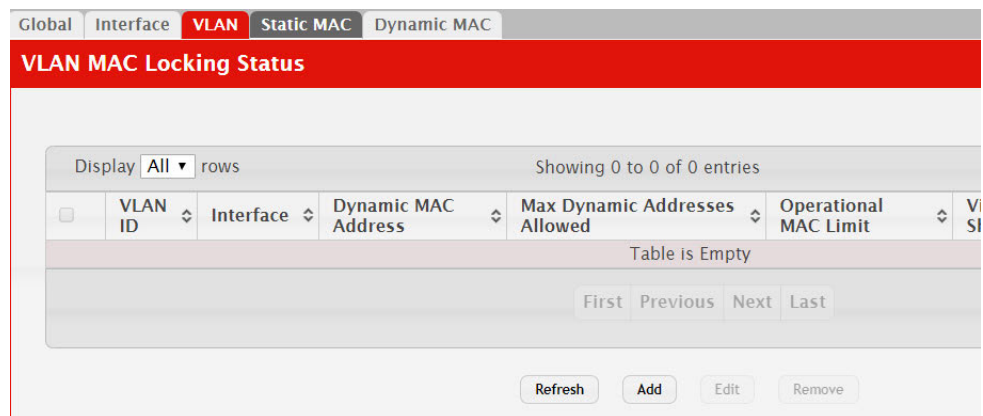 Global Interface VLAN Static MAC Dynamic MAC
VLAN MAC Locking Status
Display All rows Showing 0 to 0 of 0 entries
VLAN ID
Interface
Dynamic MAC Address
Max Dynamic Addresses Allowed
Operational MAC Limit
Table is Empty
First Previous Next Last
Refresh Add Edit Remove